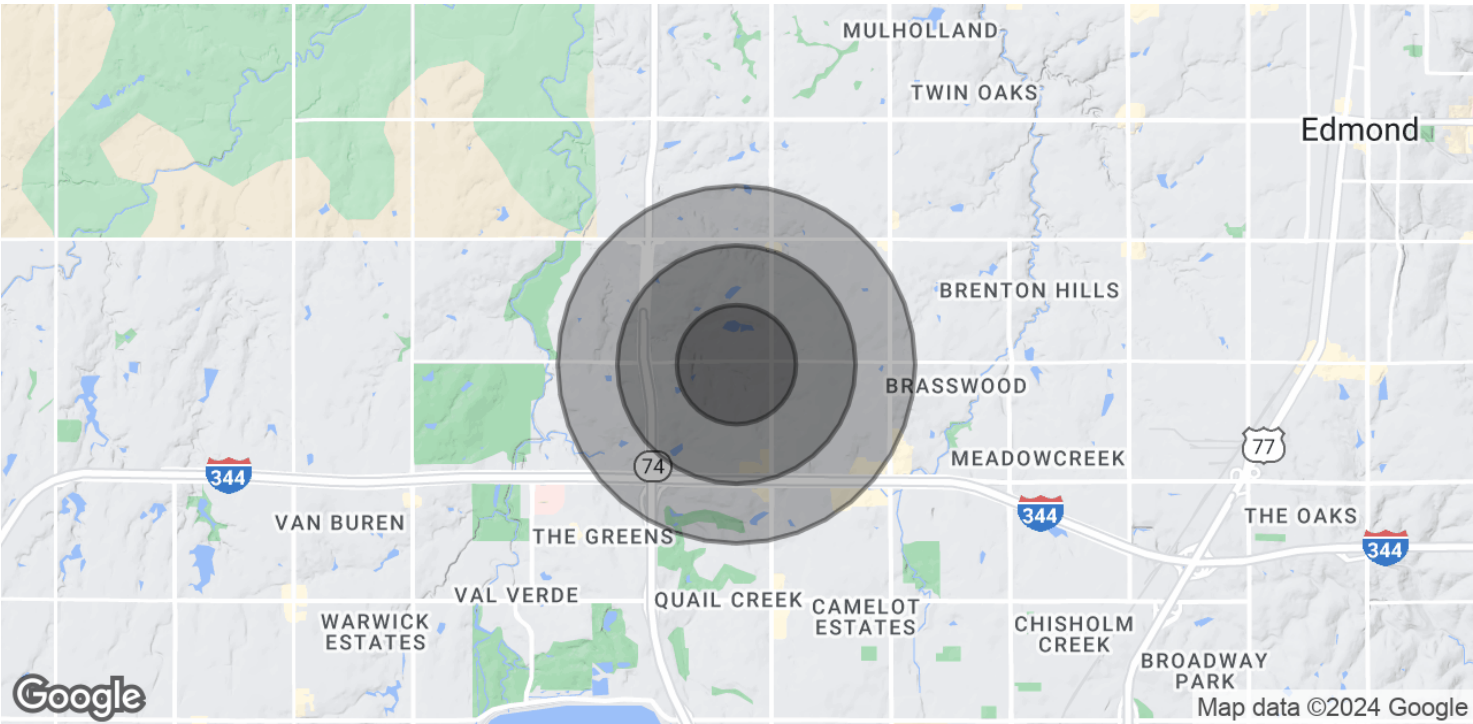 MULHOLLAND
TWIN OAKS
Edmond
BRENTON HILLS
BRASSWOOD
77
74
MEADOWCREEK
344
344
VAN BUREN
THE OAKS
THE GREENS
344
VAL VERDE
QUAIL CREEK
CAMELOT
ESTATES
WARWICK
ESTATES
CHISHOLM
CREEK
BROADWAY
PARK
Google
Map data ©2024 Google